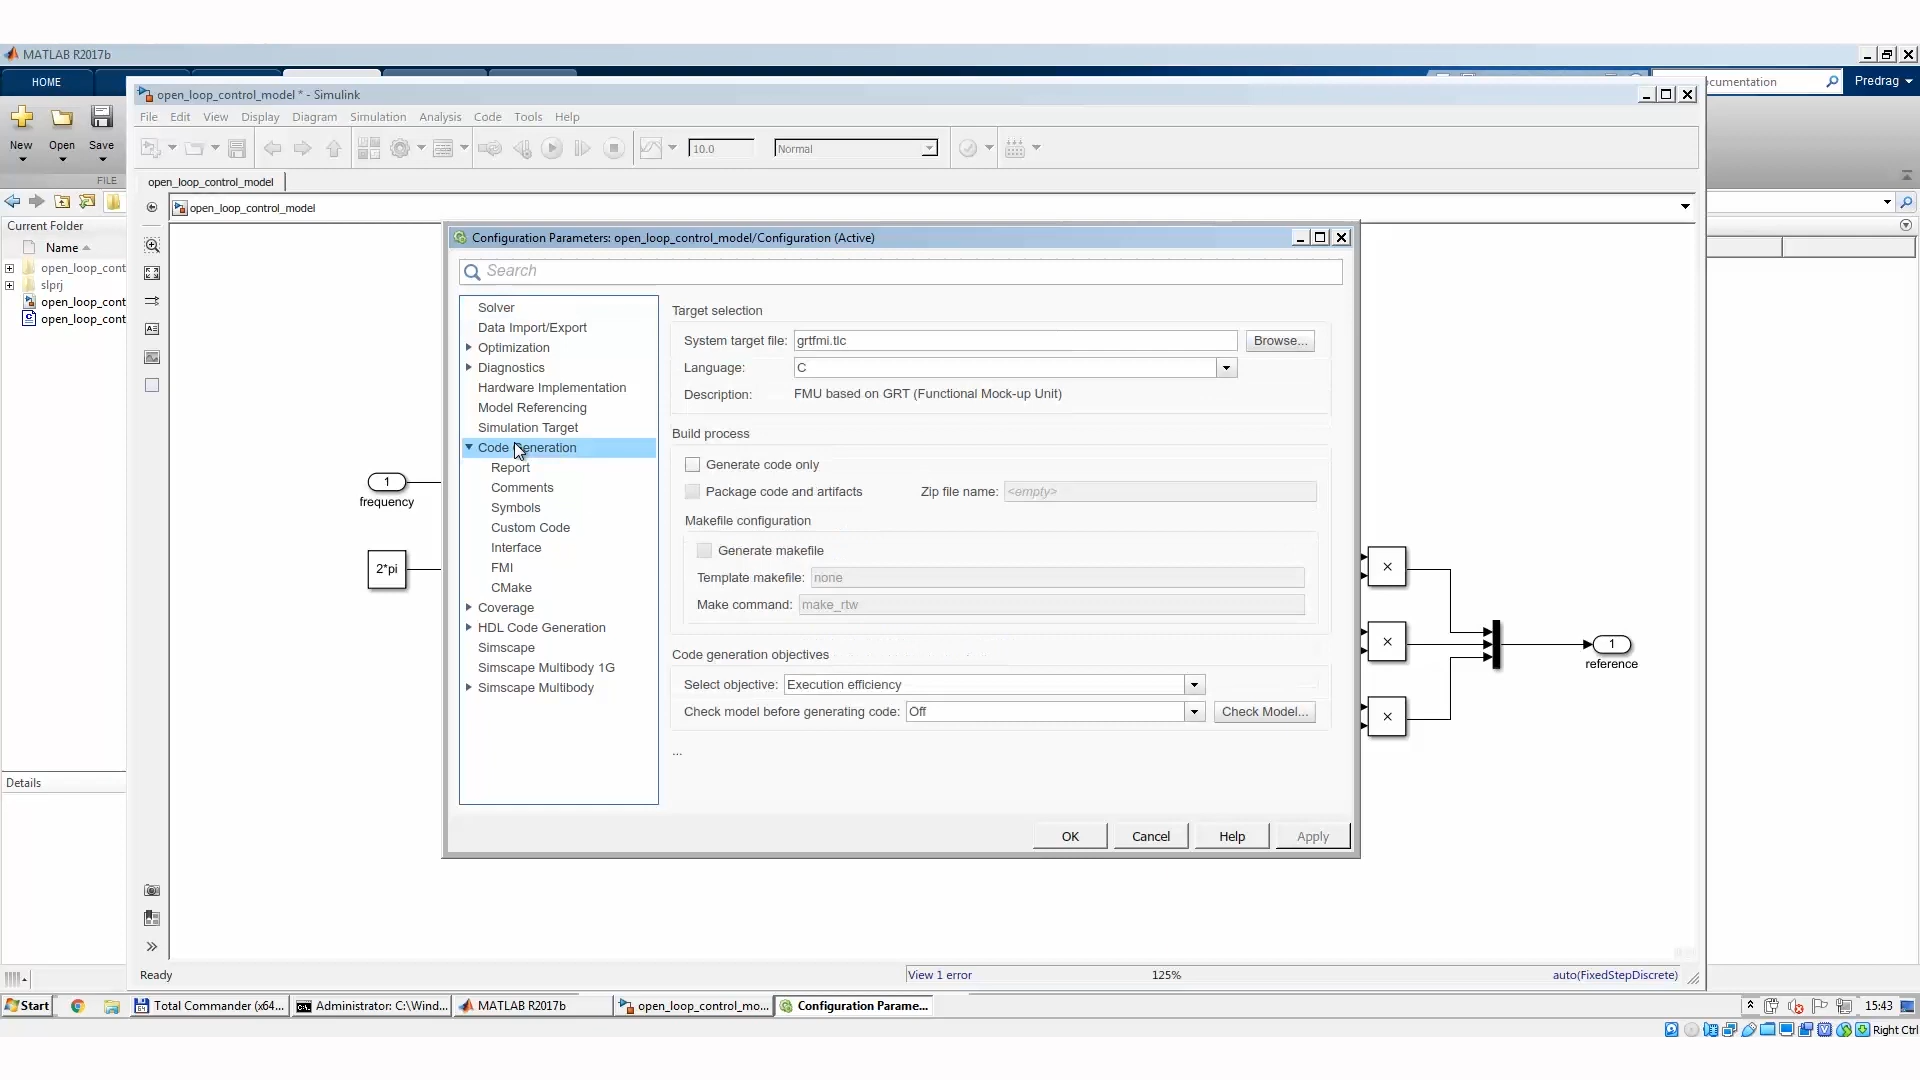 MATLAB R2017b
HOME
ocumentation
Predrag
New
Open
Save
FILE
open_loop_control_model * - Simulink
File Edit View Display Diagram Simulation Analysis Code Tools Help
10.0
Normal
open_loop_control_model
open_loop_control_model
Current Folder
Name
open_loop_cont
slprj
open_loop_cont
open_loop_cont
Details
Configuration Parameters: open_loop_control_model/Configuration (Active)
Search
Solver
Data Import/Export
Optimization
Diagnostics
Hardware Implementation
Model Referencing
Simulation Target
Code Generation
Report
Comments
Symbols
Custom Code
Interface
FMI
CMake
Coverage
HDL Code Generation
Simscape
Simscape Multibody 1G
Simscape Multibody
Target selection
System target file: grtfmi.tlc Browse...
Language: C
Description: FMU based on GRT (Functional Mock-up Unit)
Build process
Generate code only
Package code and artifacts Zip file name: <empty>
Makefile configuration
Generate makefile
Template makefile: none
Make command: make_rtw
Code generation objectives
Select objective: Execution efficiency
Check model before generating code: Off Check Model...
...
OK Cancel Help Apply
1
frequency
2*pi
×
×
×
1
reference
Ready
View 1 error
125%
auto(FixedStepDiscrete)
Start
Total Commander (x64...
Administrator: C:\Wind...
MATLAB R2017b
open_loop_control_mo...
Configuration Parame...
15:43
Right Ctrl